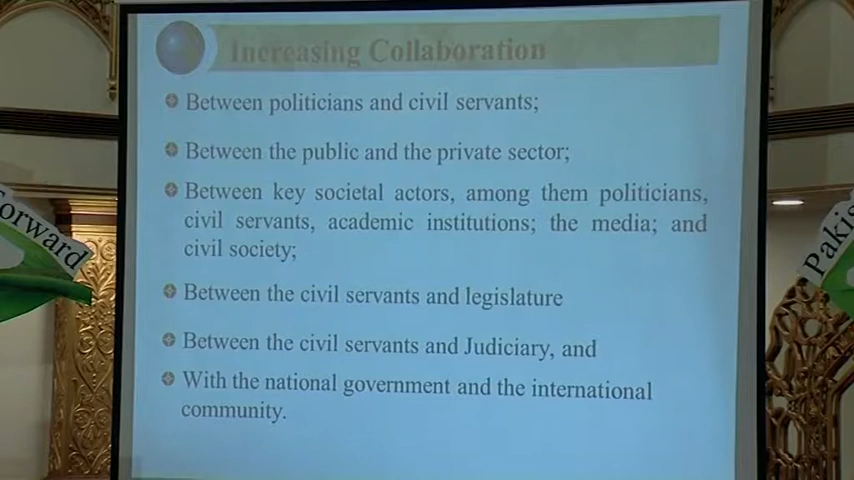 Increasing Collaboration
Between politicians and civil servants;
Between the public and the private sector;
Between key societal actors, among them politicians,
civil servants, academic institutions; the media; and
civil society;
Between the civil servants and legislature
Between the civil servants and Judiciary, and
With the national government and the international
community.